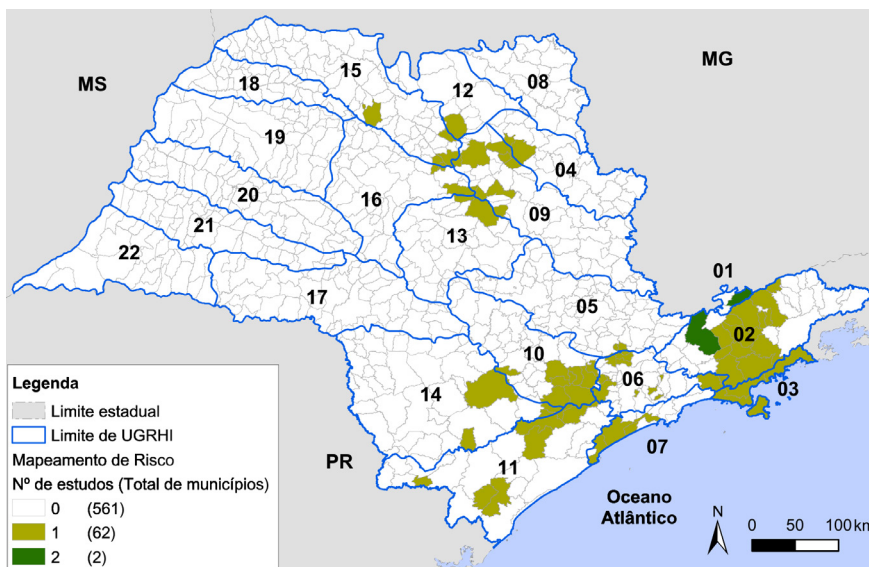 MS
MG
15
18
12
08
19
04
20
16
09
21
13
22
01
17
05
02
10
06
03
14
07
11
PR
Oceano
Atlântico
N
0 50 100 km
Legenda
Limite estadual
Limite de UGRHI
Mapeamento de Risco
Nº de estudos (Total de municípios)
0 (561)
1 (62)
2 (2)